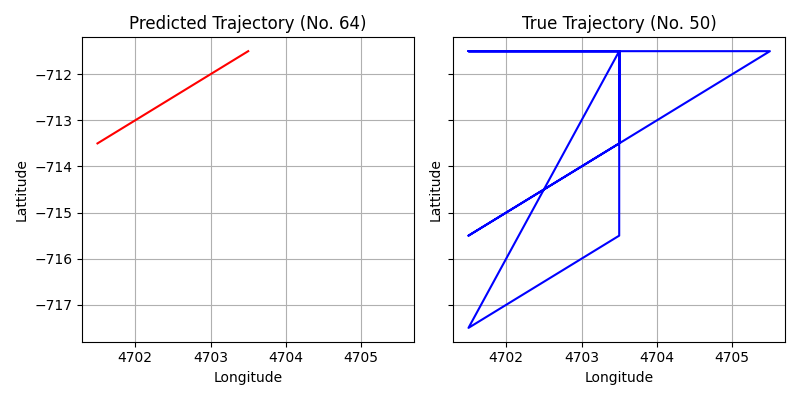 Predicted Trajectory (No. 64)
Lattitude
−712
−713
−714
−715
−716
−717
4702 4703 4704 4705
Longitude
True Trajectory (No. 50)
Lattitude
4702 4703 4704 4705
Longitude